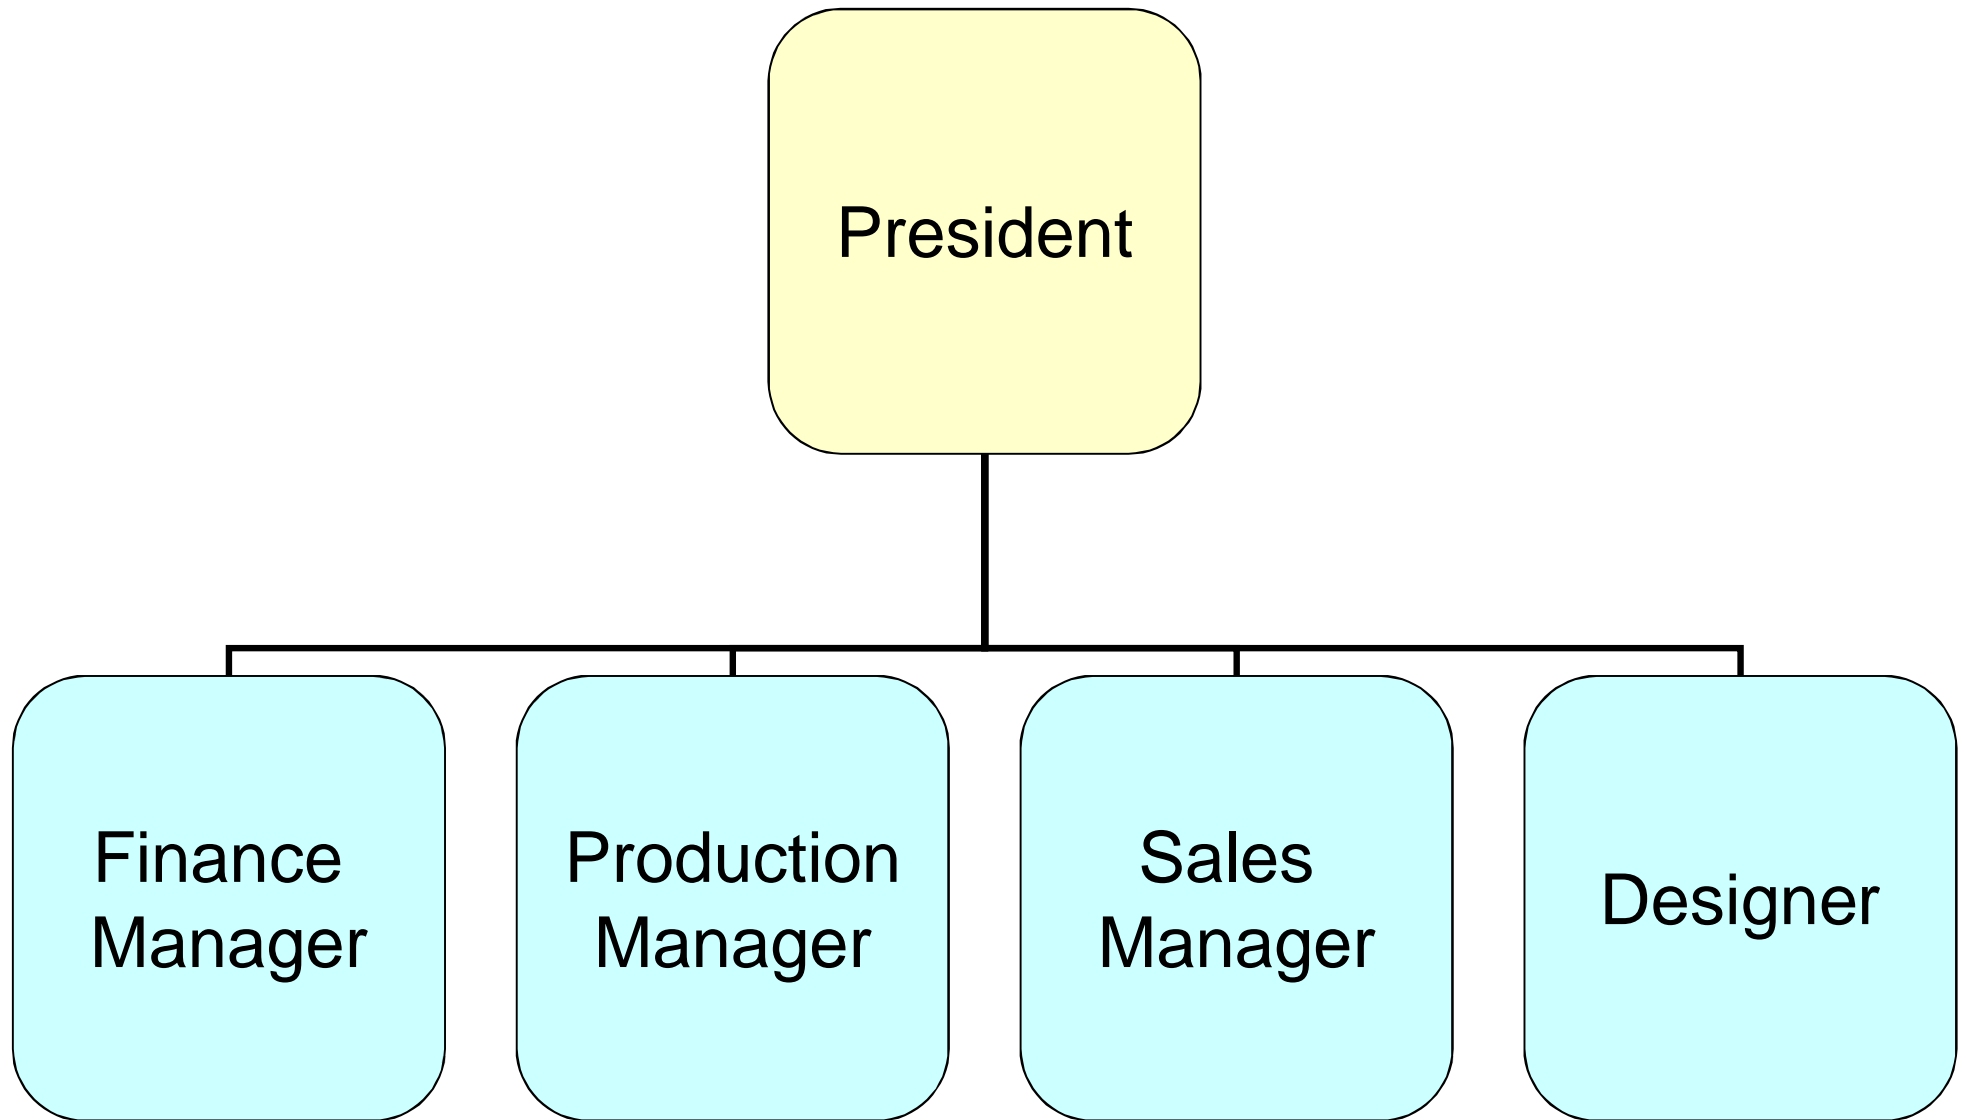 President
Finance
Manager
Production
Manager
Sales
Manager
Designer